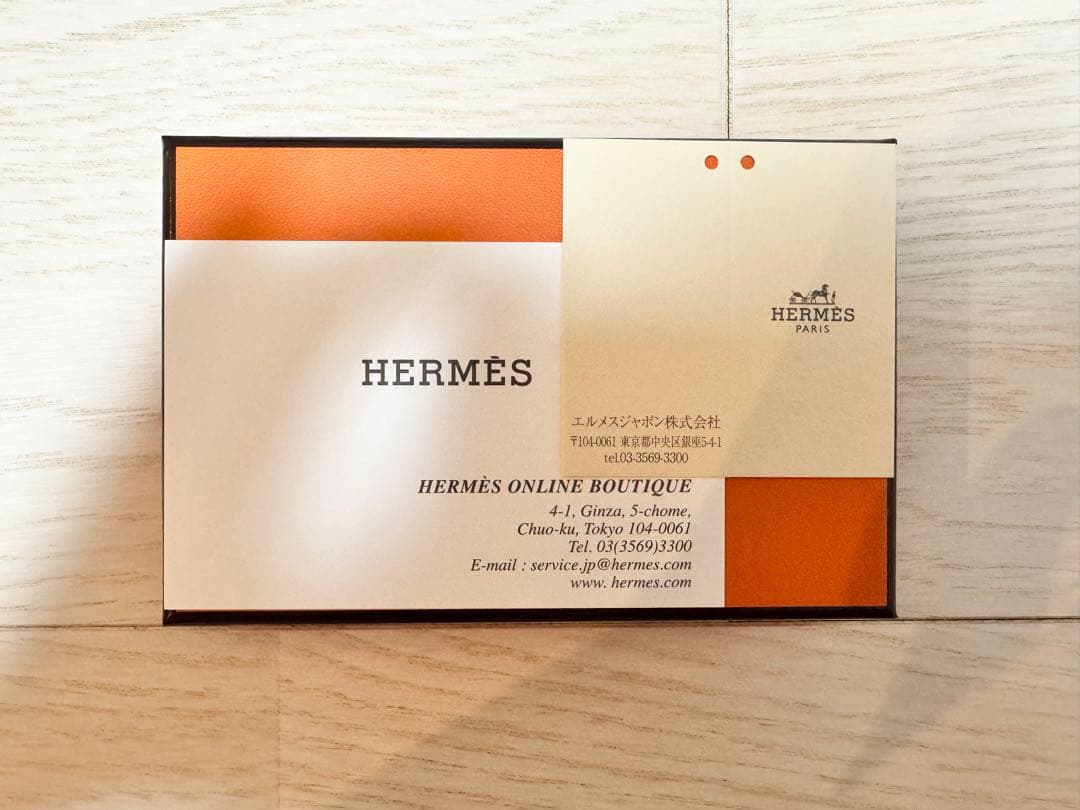 HERMÈS
HERMÈS
PARIS
エルメスジャポン株式会社
〒104-0061 東京都中央区銀座5-4-1
tel.03-3569-3300
HERMÈS ONLINE BOUTIQUE
4-1, Ginza, 5-chome,
Chuo-ku, Tokyo 104-0061
Tel. 03(3569)3300
E-mail : service.jp@hermes.com
www. hermes.com